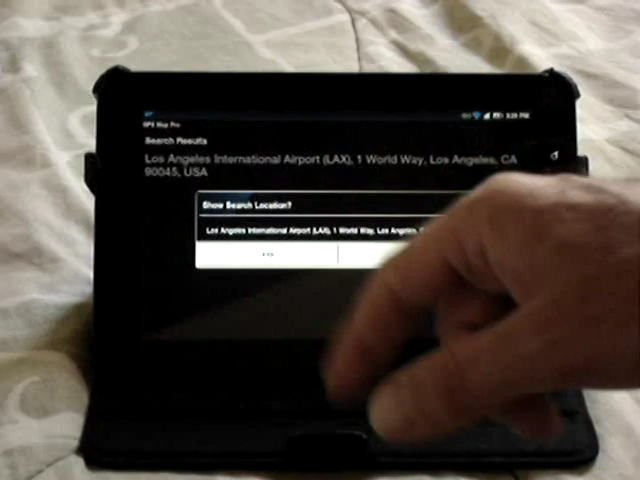 GPS Map Pro
Search Results
Los Angeles International Airport (LAX), 1 World Way, Los Angeles, CA
90045, USA
Show Search Location?
Los Angeles International Airport (LAX), 1 World Way, Los Angeles,